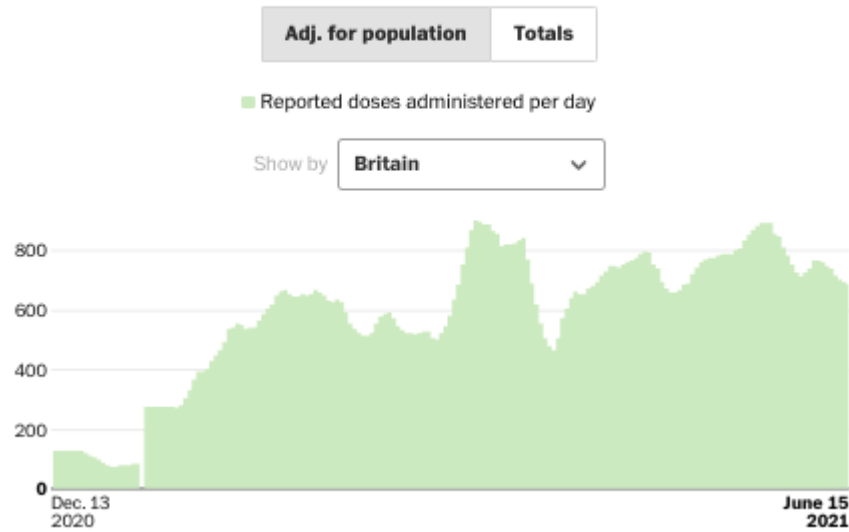 Adj. for population
Totals
Reported doses administered per day
Show by
Britain
800
600
400
200
0
Dec. 13
2020
June 15
2021